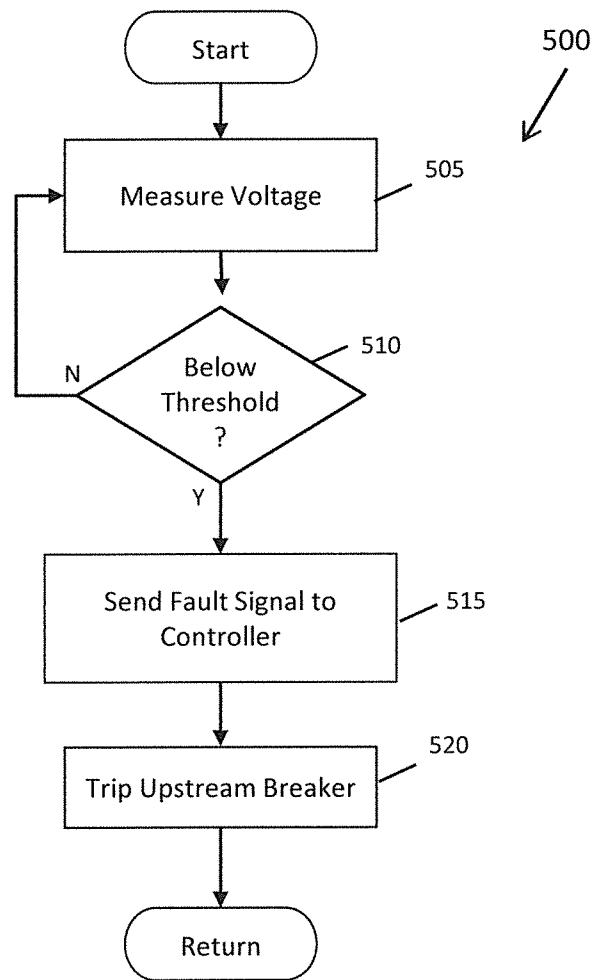 Start
500
Measure Voltage
505
Below
Threshold
?
510
N
Y
Send Fault Signal to
Controller
515
Trip Upstream Breaker
520
Return